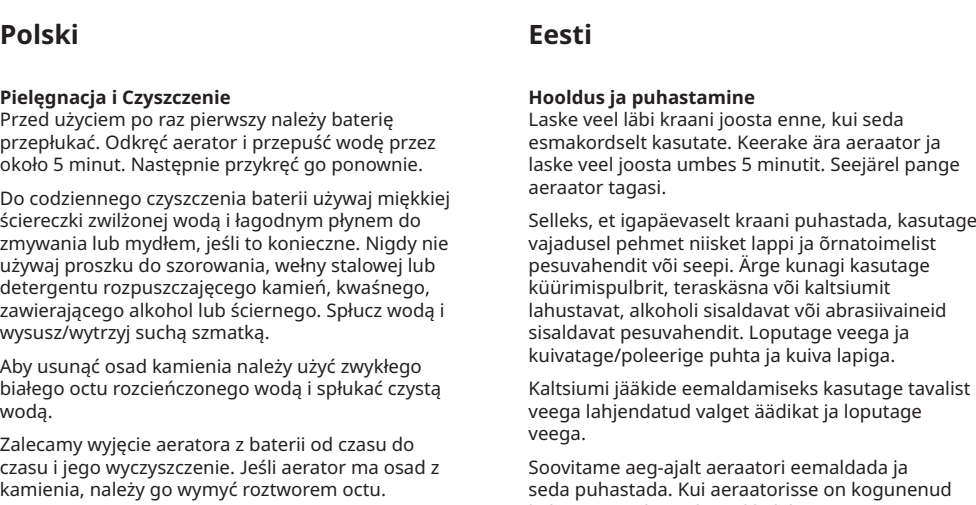 Polski
Pielęgnacja i Czyszczenie
Przed użyciem po raz pierwszy należy baterię
przepłukać. Odkręć aerator i przepuść wodę przez
około 5 minut. Następnie przykręć go ponownie.
Do codziennego czyszczenia baterii używaj miękkiej
ściereczki zwilżonej wodą i łagodnym płynem do
zmywania lub mydłem, jeśli to konieczne. Nigdy nie
używaj proszku do szorowania, wełny stalowej lub
detergentu rozpuszczajęcego kamień, kwaśnego,
zawierającego alkohol lub ściernego. Spłucz wodą i
wysusz/wytrzyj suchą szmatką.
Aby usunąć osad kamienia należy użyć zwykłego
białego octu rozcieńczonego wodą i spłukać czystą
wodą.
Zalecamy wyjęcie aeratora z baterii od czasu do
czasu i jego wyczyszczenie. Jeśli aerator ma osad z
kamienia, należy go wymyć roztworem octu.
Eesti
Hooldus ja puhastamine
Laske veel läbi kraani joosta enne, kui seda
esmakordselt kasutate. Keerake ära aeraator ja
laske veel joosta umbes 5 minutit. Seejärel pange
aeraator tagasi.
Selleks, et igapäevaselt kraani puhastada, kasutage
vajadusel pehmet niisket lappi ja õrnatoimelist
pesuvahendit või seepi. Ärge kunagi kasutage
küürimispulbrit, teraskäsna või kaltsiumit
lahustavat, alkoholi sisaldavat või abrasiivaineid
sisaldavat pesuvahendit. Loputage veega ja
kuivatage/poleerige puhta ja kuiva lapiga.
Kaltsiumi jääkide eemaldamiseks kasutage tavalist
veega lahjendatud valget äädikat ja loputage
veega.
Soovitame aeg-ajalt aeraatori eemaldada ja
seda puhastada. Kui aeraatorisse on kogunenud